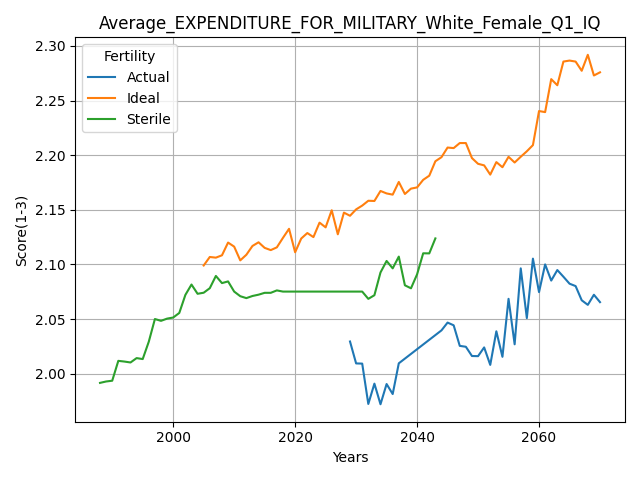 Average_EXPENDITURE_FOR_MILITARY_White_Female_Q1_IQ
Fertility
Actual
Ideal
Sterile
Score(1-3)
2.30
2.25
2.20
2.15
2.10
2.05
2.00
2000
2020
2040
2060
Years